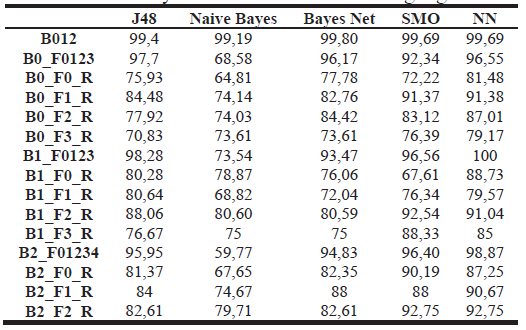 J48 Naive Bayes Bayes Net SMO NN
B012 99,4 99,19 99,80 99,69 99,69
B0_F0123 97,7 68,58 96,17 92,34 96,55
B0_F0_R 75,93 64,81 77,78 72,22 81,48
B0_F1_R 84,48 74,14 82,76 91,37 91,38
B0_F2_R 77,92 74,03 84,42 83,12 87,01
B0_F3_R 70,83 73,61 73,61 76,39 79,17
B1_F0123 98,28 73,54 93,47 96,56 100
B1_F0_R 80,28 78,87 76,06 67,61 88,73
B1_F1_R 80,64 68,82 72,04 76,34 79,57
B1_F2_R 88,06 80,60 80,59 92,54 91,04
B1_F3_R 76,67 75 75 88,33 85
B2_F01234 95,95 59,77 94,83 96,40 98,87
B2_F0_R 81,37 67,65 82,35 90,19 87,25
B2_F1_R 84 74,67 88 88 90,67
B2_F2_R 82,61 79,71 82,61 92,75 92,75